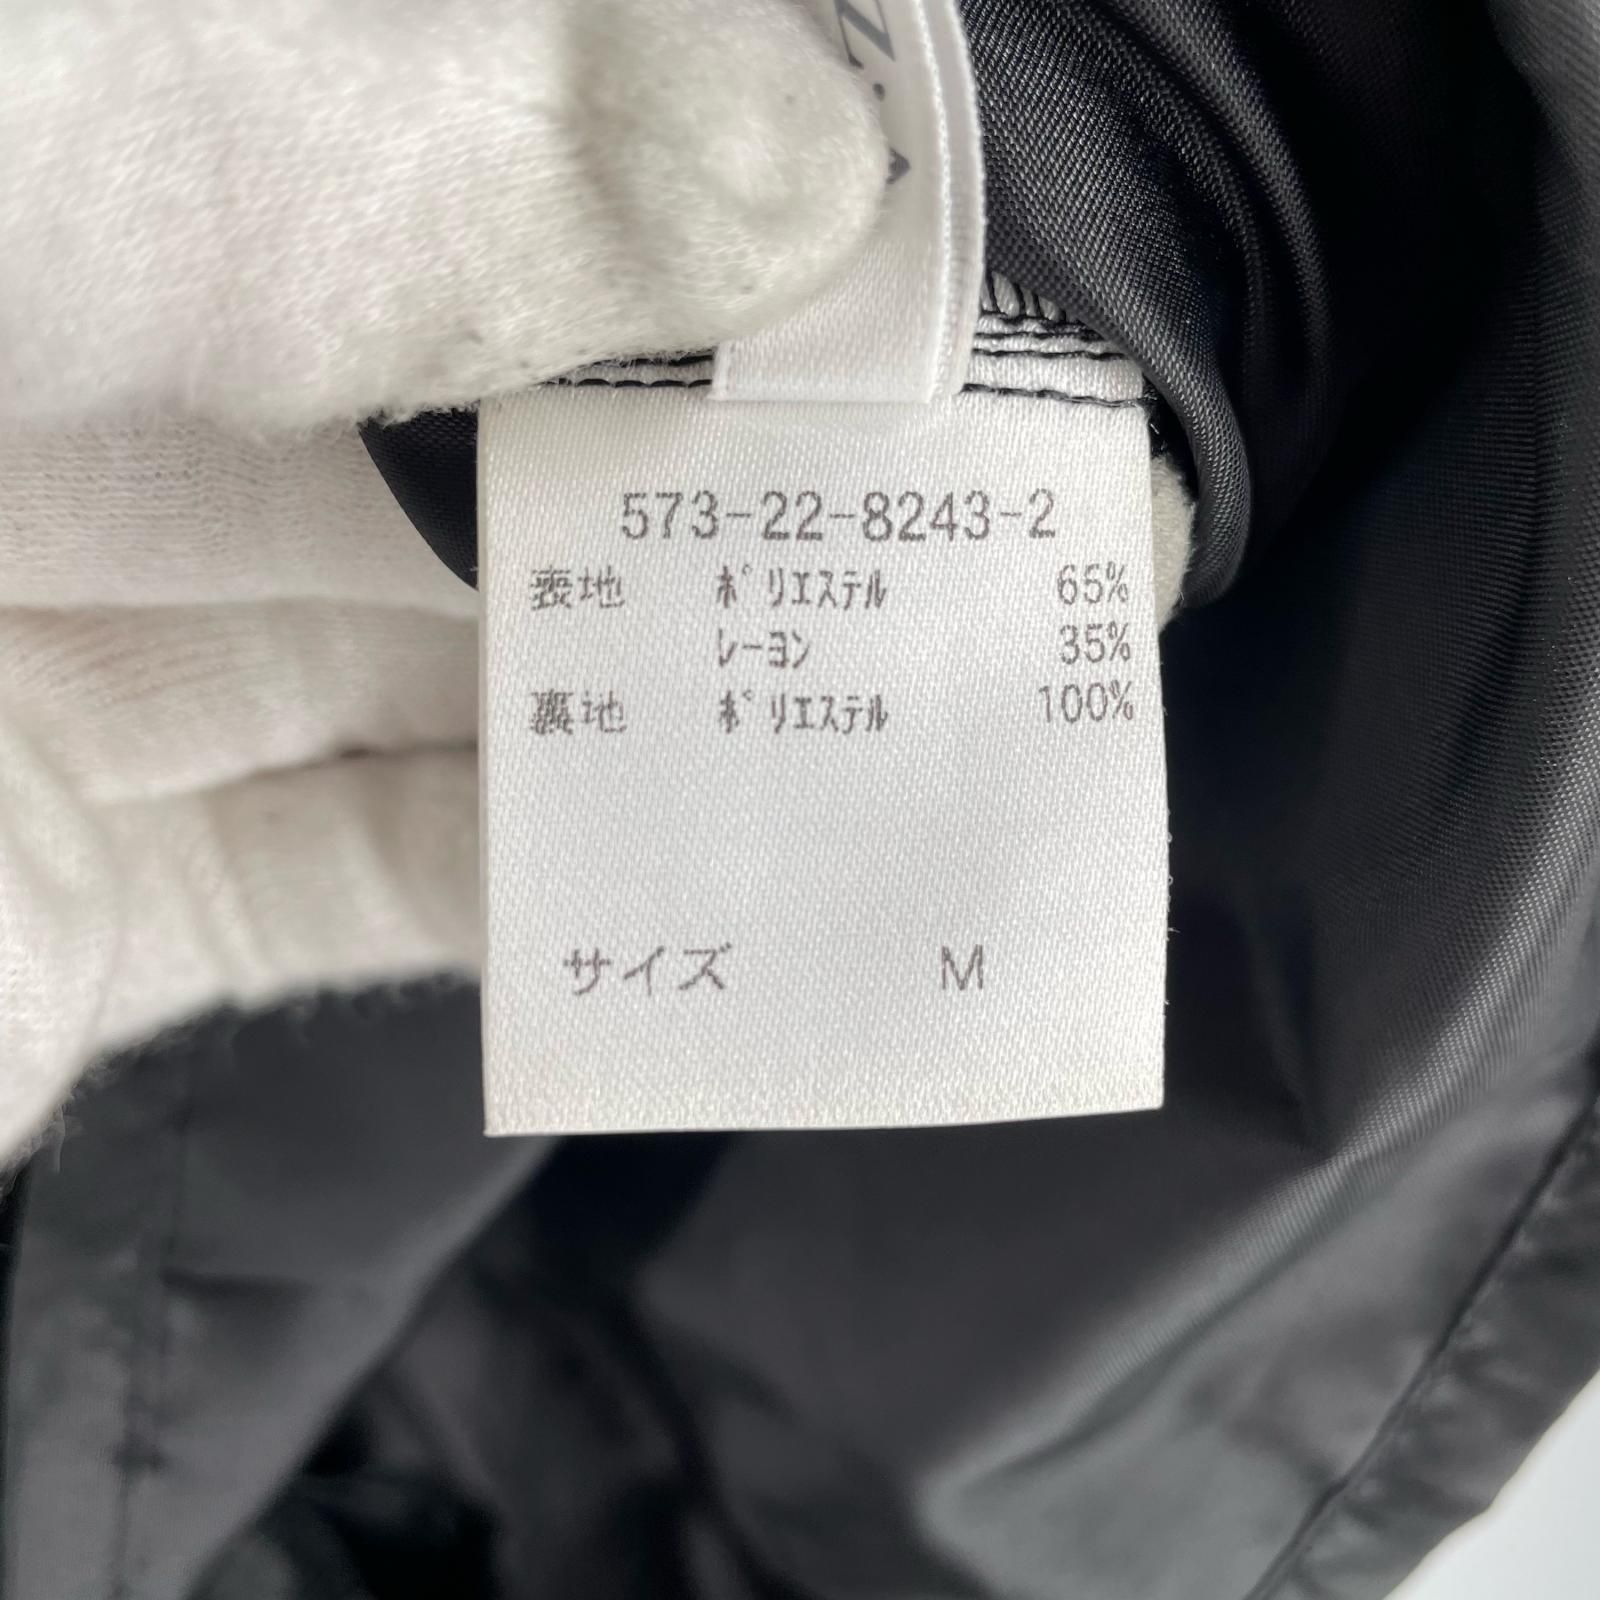 573-22-8243-2
表地 ﾎﾟﾘｴｽﾃﾙ 65%
ﾚｰﾖﾝ 35%
裏地 ﾎﾟﾘｴｽﾃﾙ 100%
サイズ M